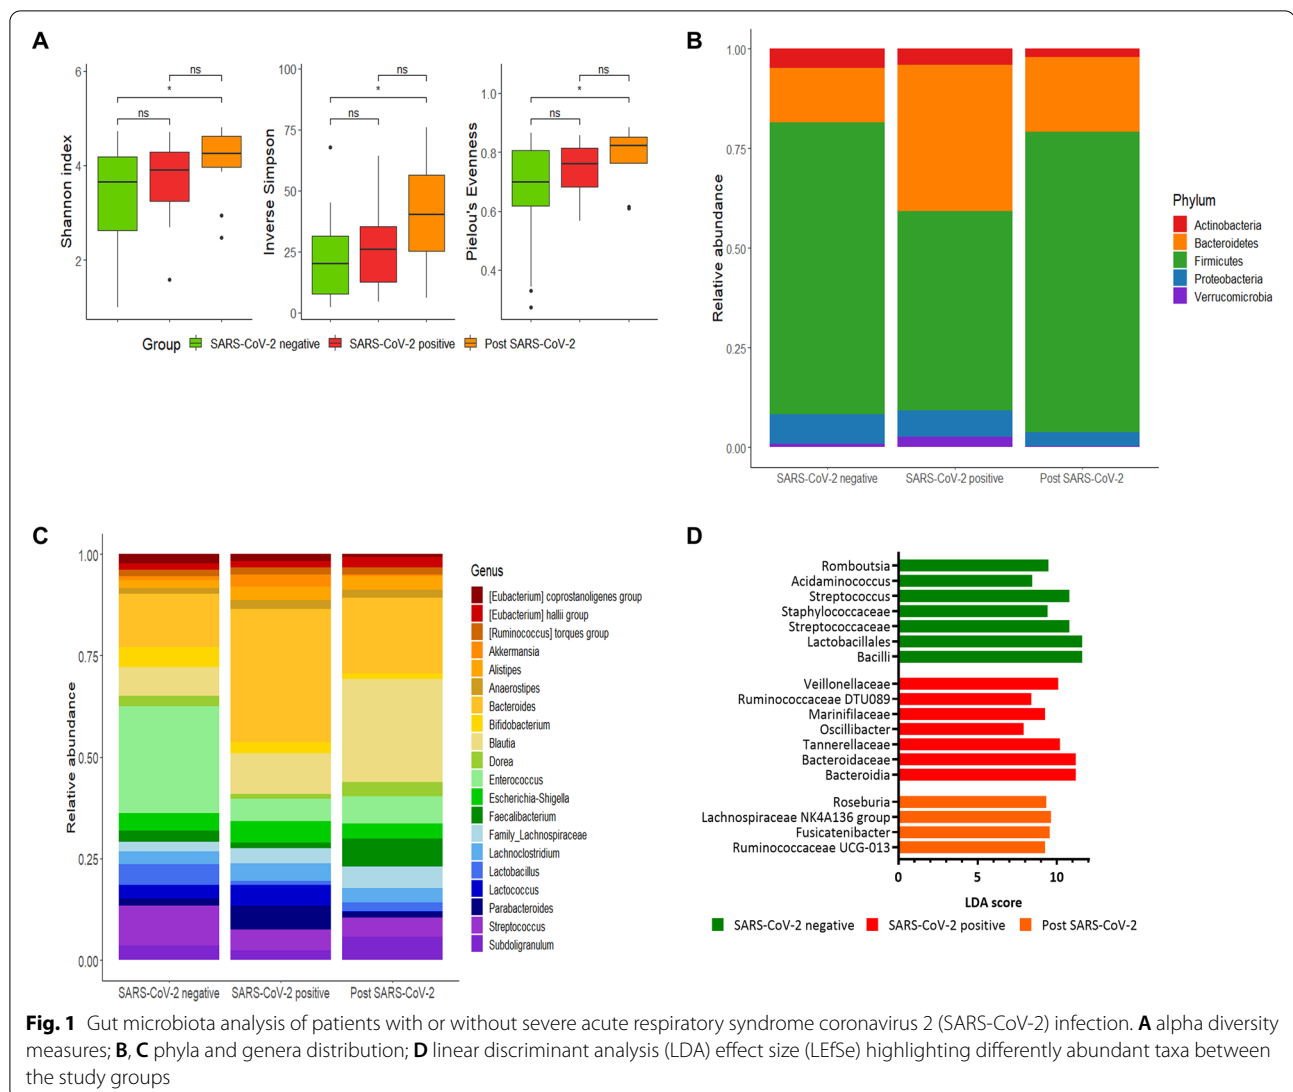 A
ns
*
ns
6
4
2
Shannon index
ns
*
ns
100
75
50
25
0
Inverse Simpson
ns
*
ns
1.0
0.8
0.6
0.4
Pielou's Evenness
Group SARS-CoV-2 negative SARS-CoV-2 positive Post SARS-CoV-2
B
1.00
0.75
0.50
0.25
0.00
Relative abundance
SARS-CoV-2 negative SARS-CoV-2 positive Post SARS-CoV-2
Phylum
Actinobacteria
Bacteroidetes
Firmicutes
Proteobacteria
Verrucomicrobia
C
1.00
0.75
0.50
0.25
0.00
Relative abundance
SARS-CoV-2 negative SARS-CoV-2 positive Post SARS-CoV-2
Genus
[Eubacterium] coprostanoligenes group
[Eubacterium] hallii group
[Ruminococcus] torques group
Akkermansia
Alistipes
Anaerostipes
Bacteroides
Bifidobacterium
Blautia
Dorea
Enterococcus
Escherichia-Shigella
Faecalibacterium
Family_Lachnospiraceae
Lachnoclostridium
Lactobacillus
Lactococcus
Parabacteroides
Streptococcus
Subdoligranulum
D
Romboutsia
Acidaminococcus
Streptococcus
Staphylococcaceae
Streptococcaceae
Lactobacillales
Bacilli
Veillonellaceae
Ruminococcaceae DTU089
Marinifilaceae
Oscillibacter
Tannerellaceae
Bacteroidaceae
Bacteroidia
Roseburia
Lachnospiraceae NK4A136 group
Fusicatenibacter
Ruminococcaceae UCG-013
0 5 10
LDA score
SARS-CoV-2 negative SARS-CoV-2 positive Post SARS-CoV-2
Fig. 1 Gut microbiota analysis of patients with or without severe acute respiratory syndrome coronavirus 2 (SARS-CoV-2) infection. A alpha diversity
measures; B, C phyla and genera distribution; D linear discriminant analysis (LDA) effect size (LEfSe) highlighting differently abundant taxa between
the study groups